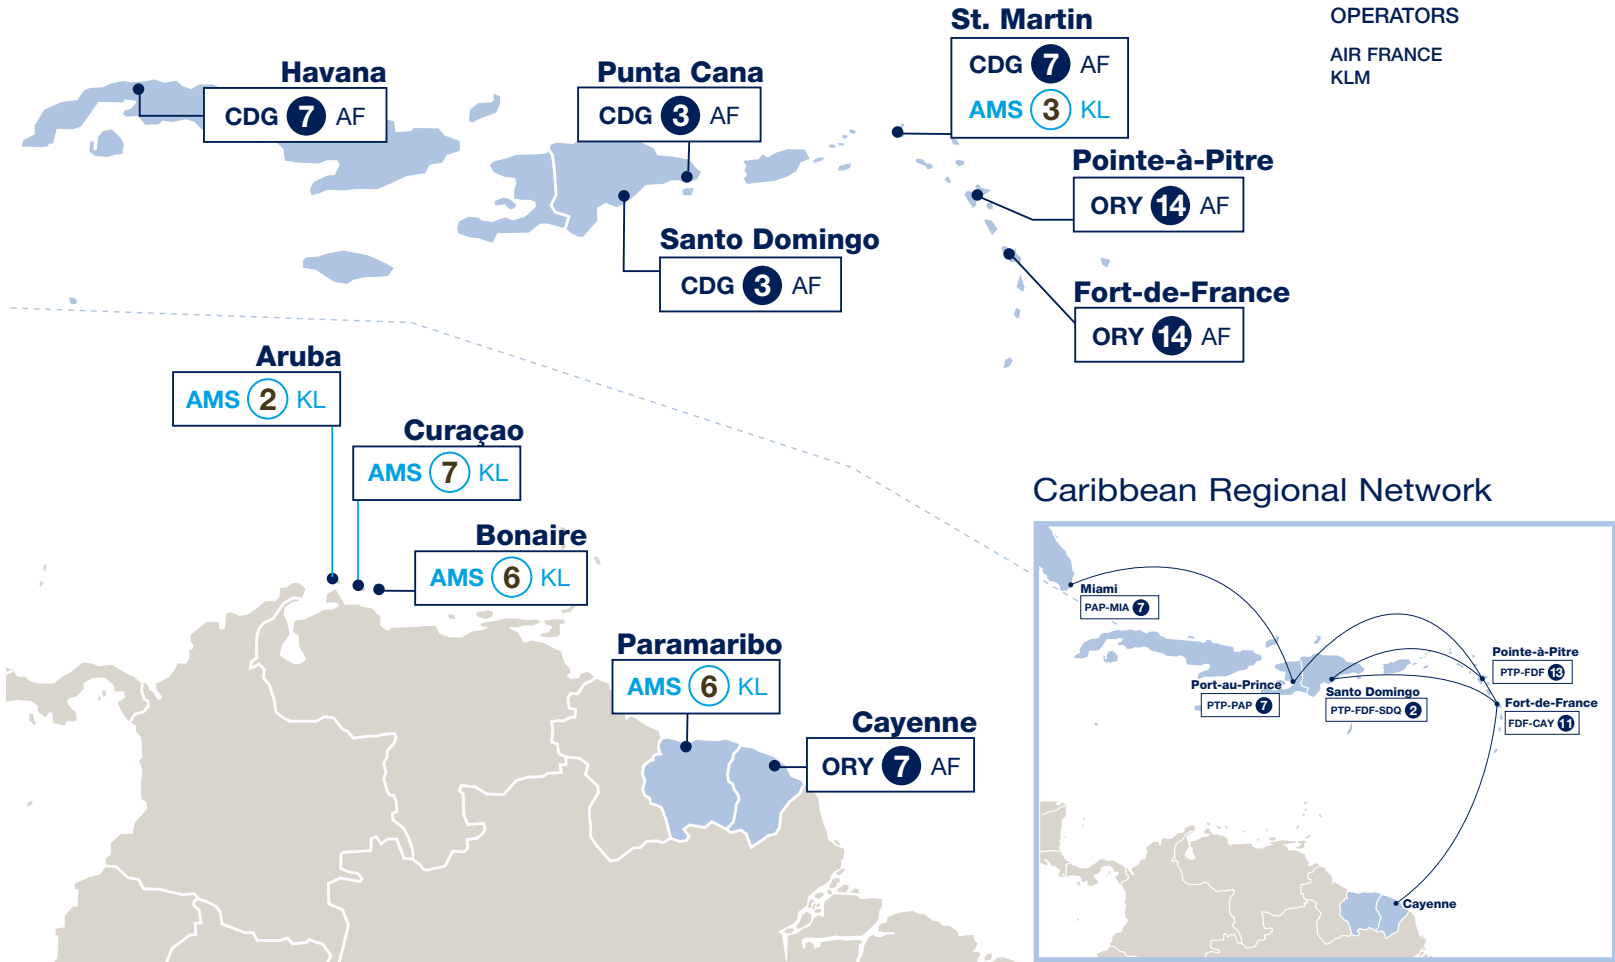 St. Martin
CDG 7 AF
AMS 3 KL
OPERATORS
AIR FRANCE
KLM
Havana
CDG 7 AF
Punta Cana
CDG 3 AF
Pointe-à-Pitre
ORY 14 AF
Santo Domingo
CDG 3 AF
Fort-de-France
ORY 14 AF
Aruba
AMS 2 KL
Curaçao
AMS 7 KL
Bonaire
AMS 6 KL
Paramaribo
AMS 6 KL
Cayenne
ORY 7 AF
Caribbean Regional Network
Miami
PAP-MIA 7
Pointe-à-Pitre
PTP-FDF 13
Port-au-Prince
PTP-PAP 7
Santo Domingo
PTP-FDF-SDQ 2
Fort-de-France
FDF-CAY 11
Cayenne